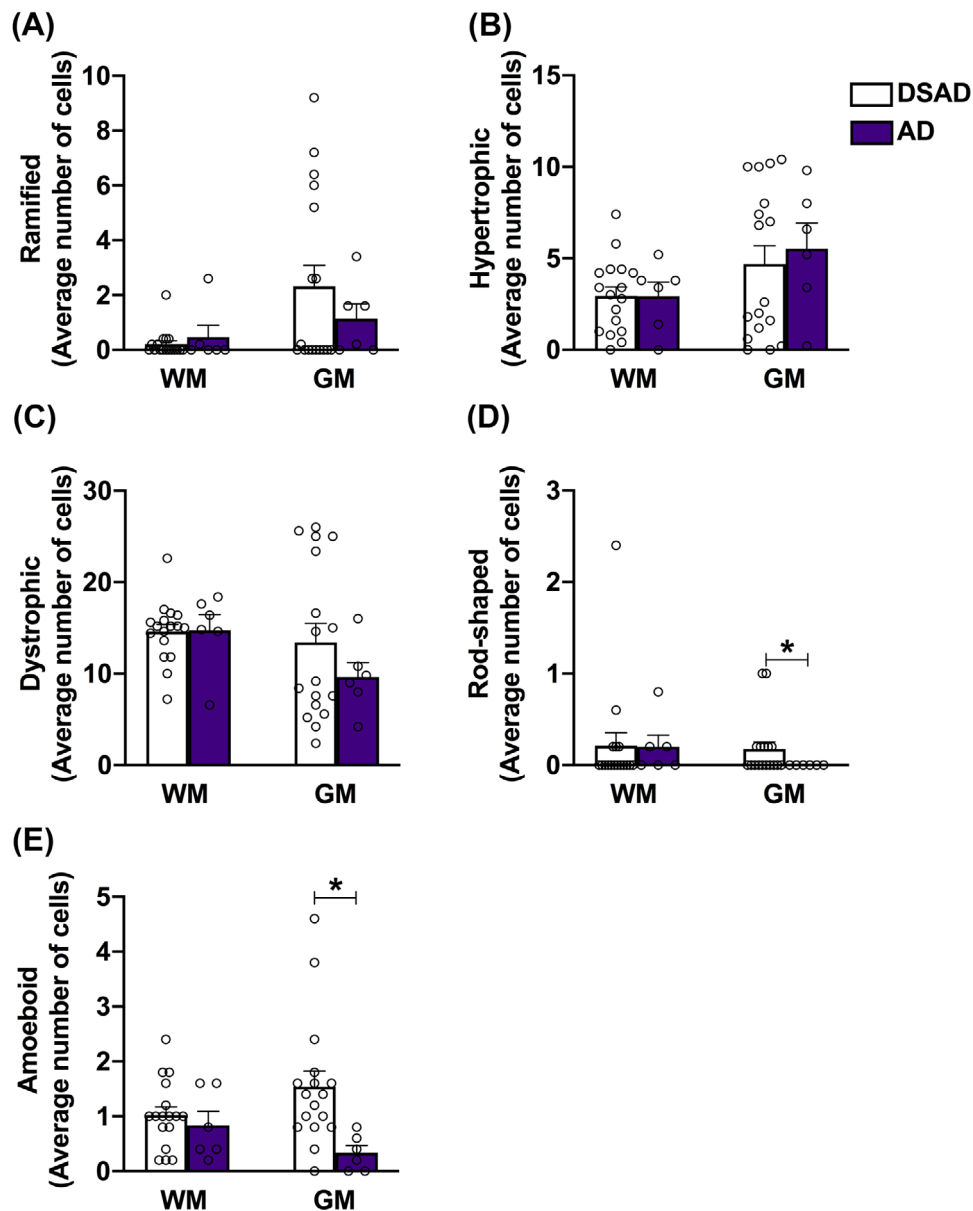 (A)
Ramified
(Average number of cells)
10
8
6
4
2
0
WM
GM
(B)
Hypertrophic
(Average number of cells)
15
10
5
0
WM
GM
DSAD
AD
(C)
Dystrophic
(Average number of cells)
30
20
10
0
WM
GM
(D)
Rod-shaped
(Average number of cells)
3
2
1
0
*
WM
GM
(E)
Amoeboid
(Average number of cells)
5
4
3
2
1
0
*
WM
GM